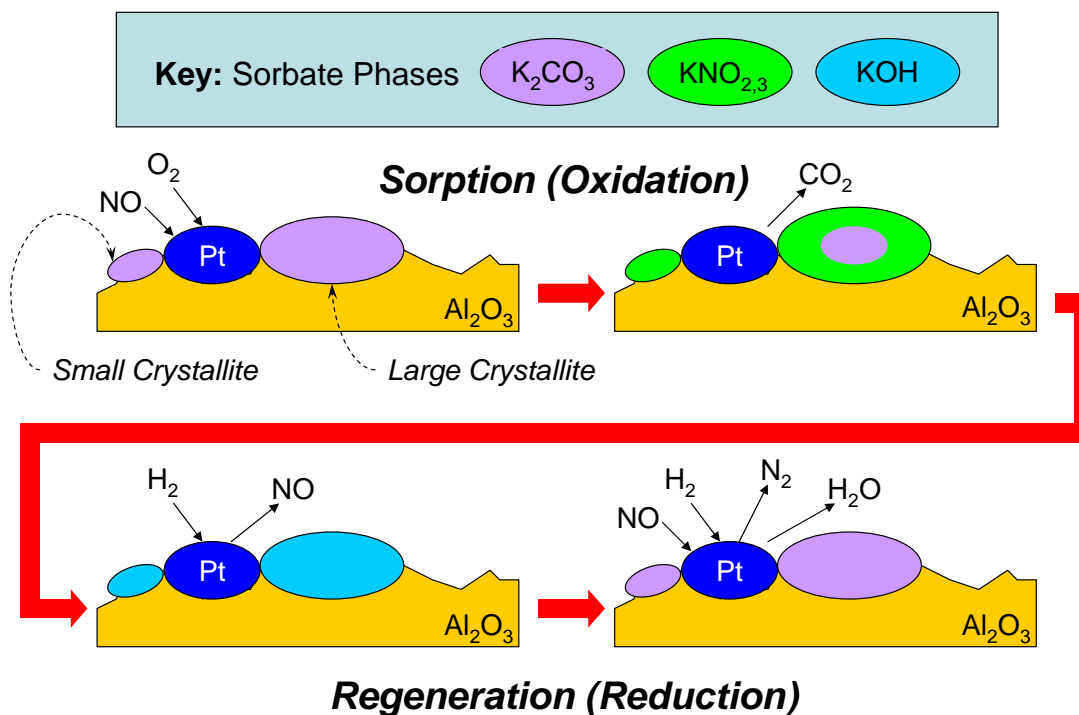 Key: Sorbate Phases K₂CO₃ KNO₂,₃ KOH
Sorption (Oxidation)
O₂
NO
Pt
Al₂O₃
Small Crystallite
Large Crystallite
CO₂
Pt
Al₂O₃
H₂
NO
Pt
Al₂O₃
NO
H₂
N₂
H₂O
Pt
Al₂O₃
Regeneration (Reduction)